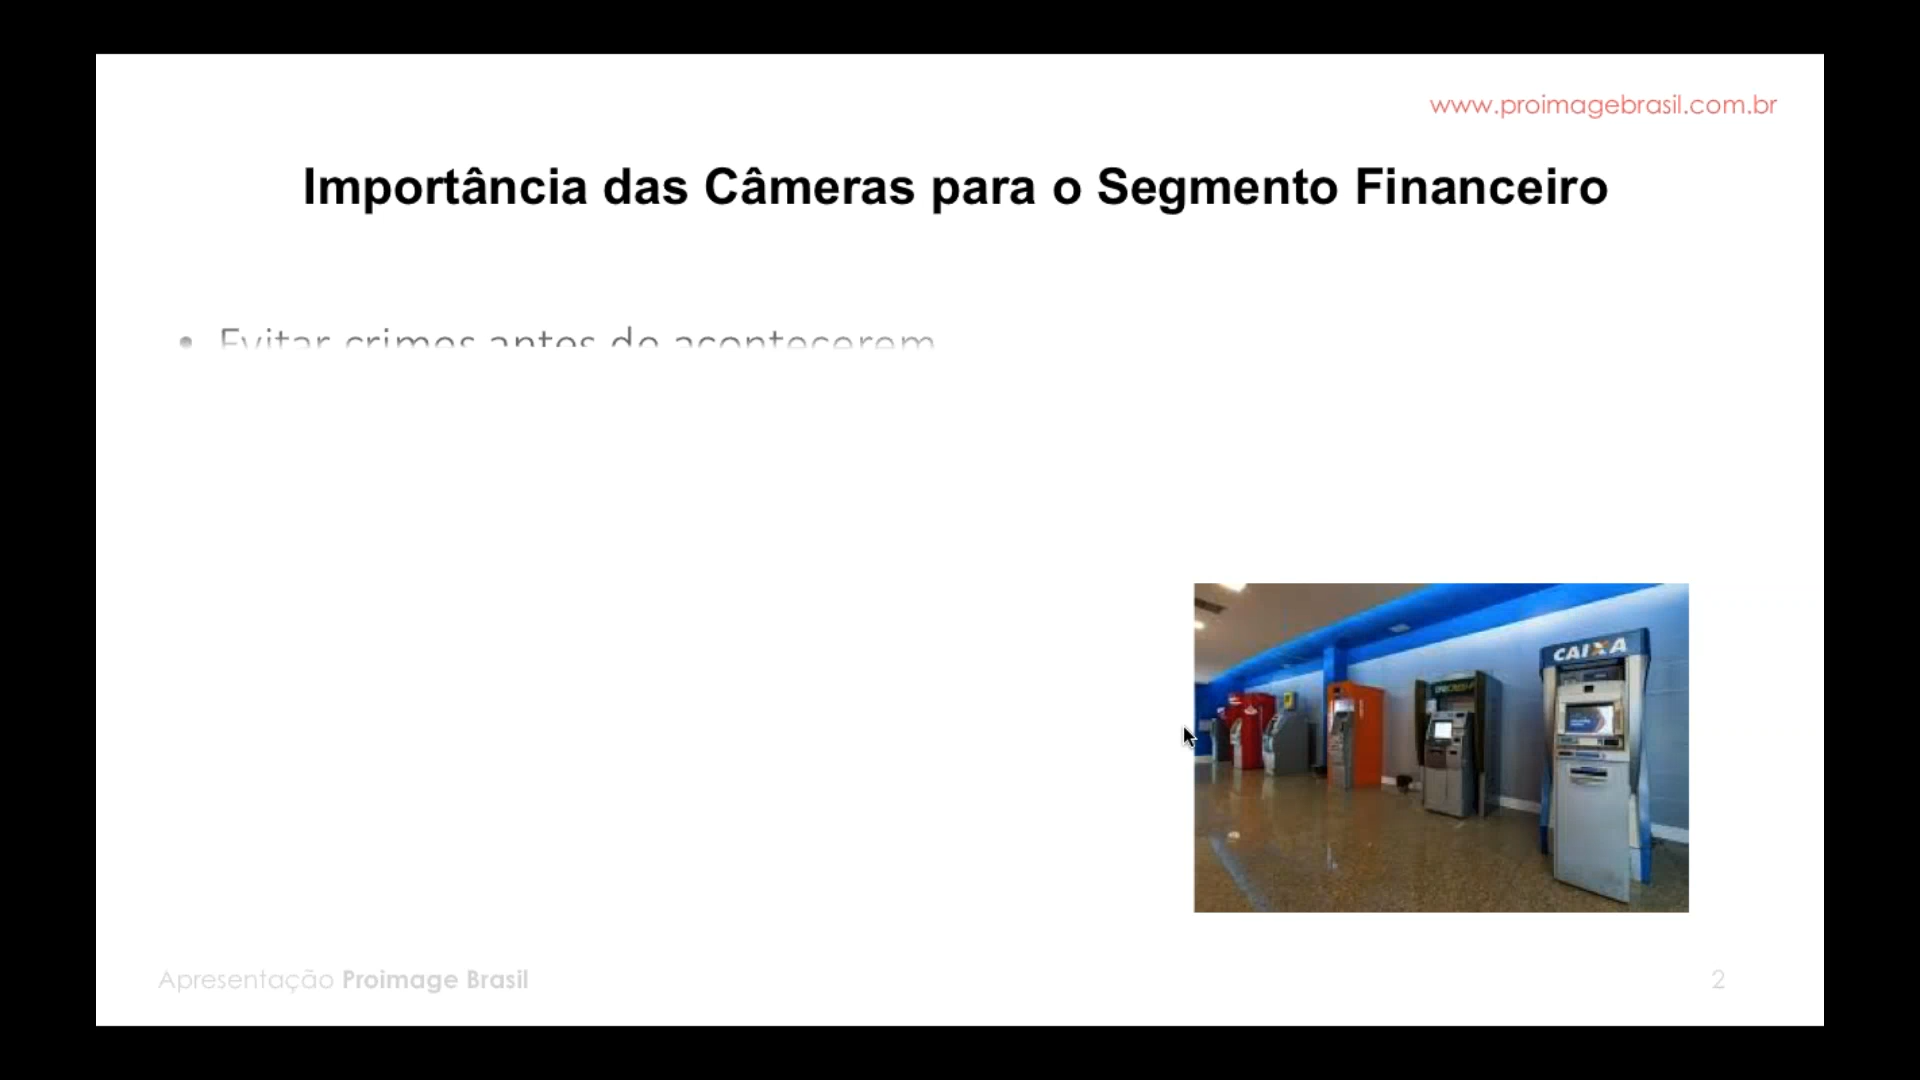 www.proimagebrasil.com.br
Importância das Câmeras para o Segmento Financeiro
• Evitar crimes antes de acontecerem
CAIXA
Apresentação Proimage Brasil
2